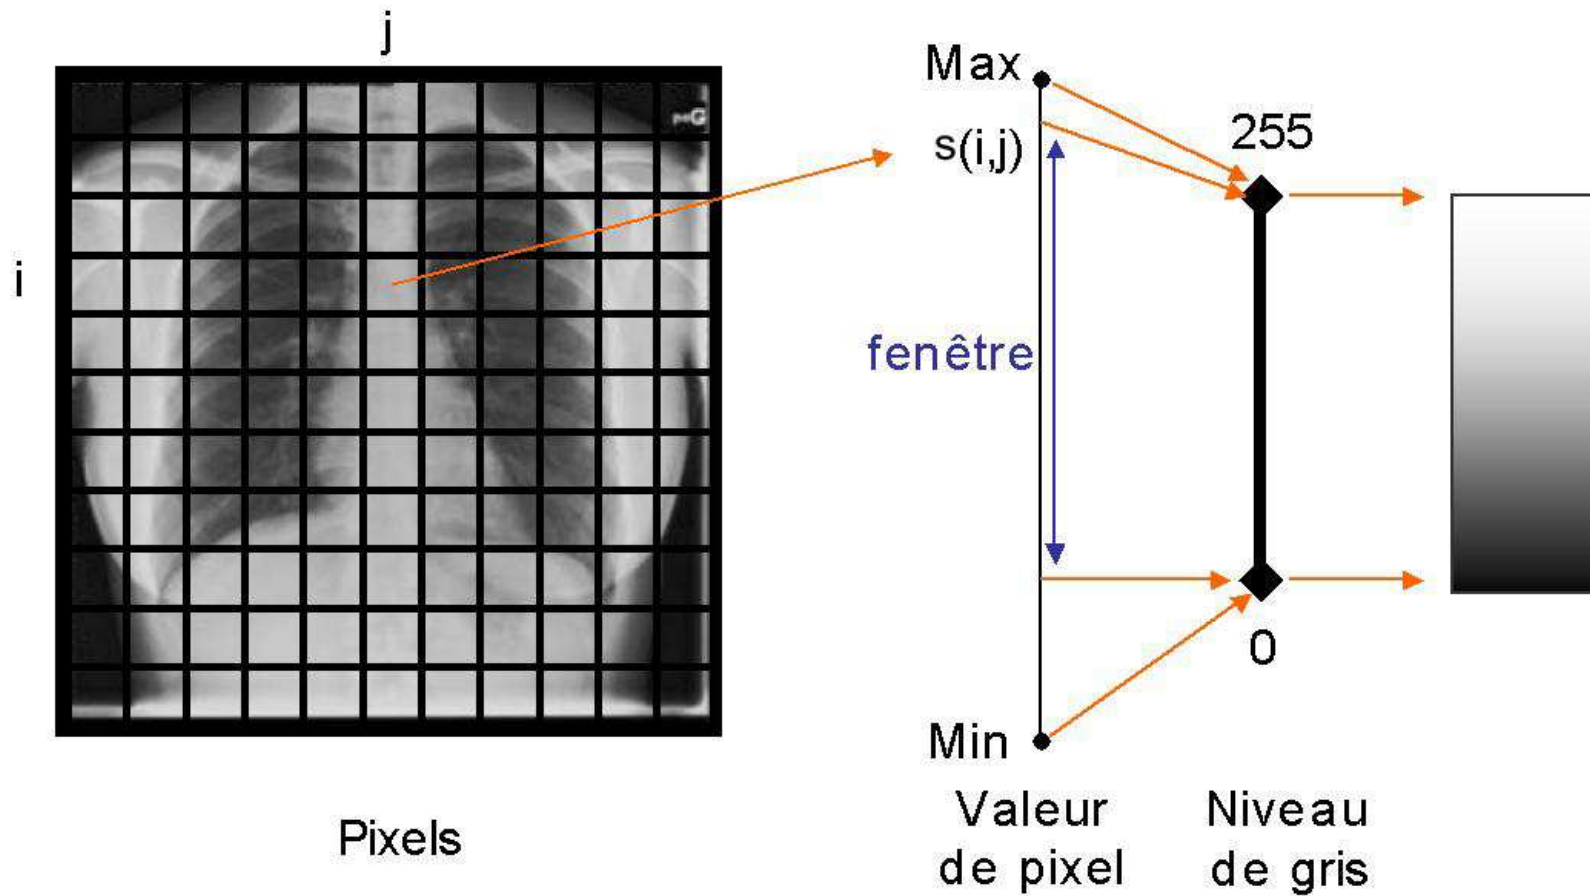 j
Max
s(i,j)
255
i
fenêtre
0
Min
Valeur
de pixel
Niveau
de gris
Pixels